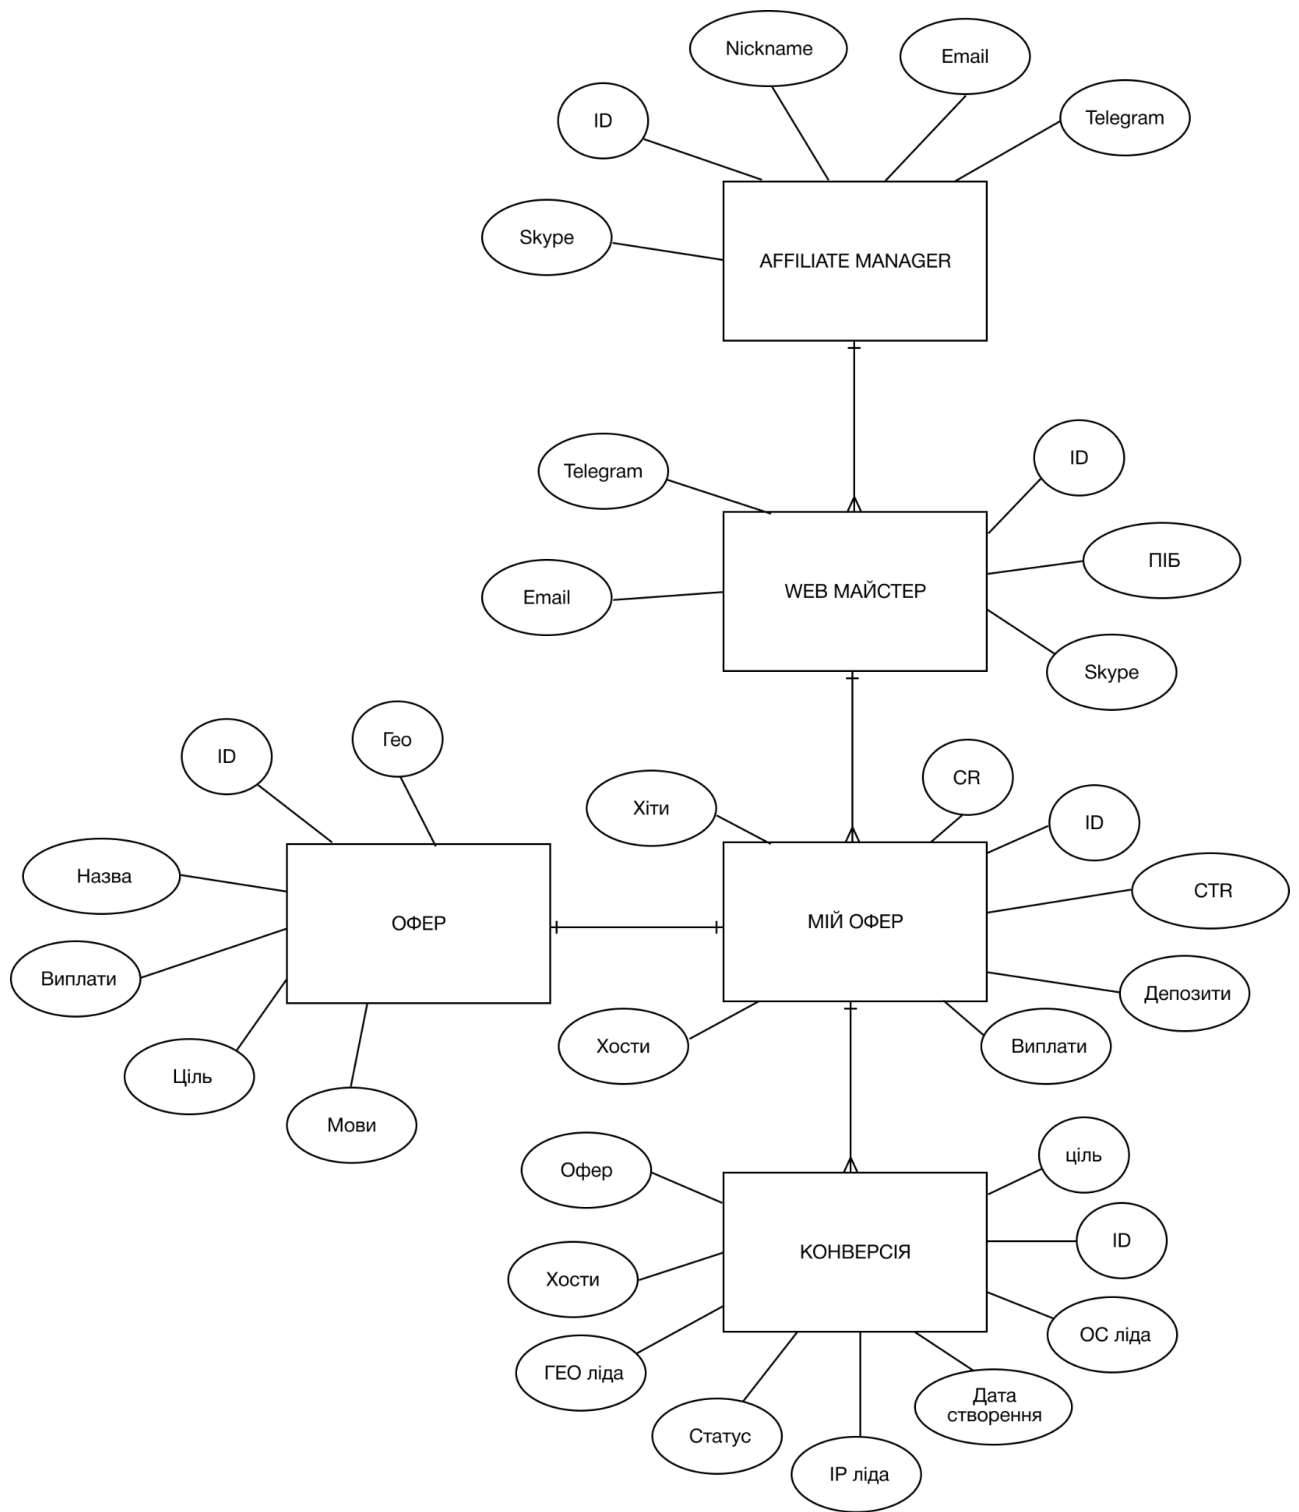 Nickname
Email
ID
Telegram
Skype
AFFILIATE MANAGER
Telegram
ID
ПІБ
WEB МАЙСТЕР
Email
Skype
ID
Гео
CR
Хіти
ID
Назва
CTR
ОФЕР
МІЙ ОФЕР
Виплати
Депозити
Хости
Виплати
Ціль
Мови
ціль
Офер
ID
КОНВЕРСІЯ
Хости
ОС ліда
ГЕО ліда
Дата
створення
Статус
IP ліда